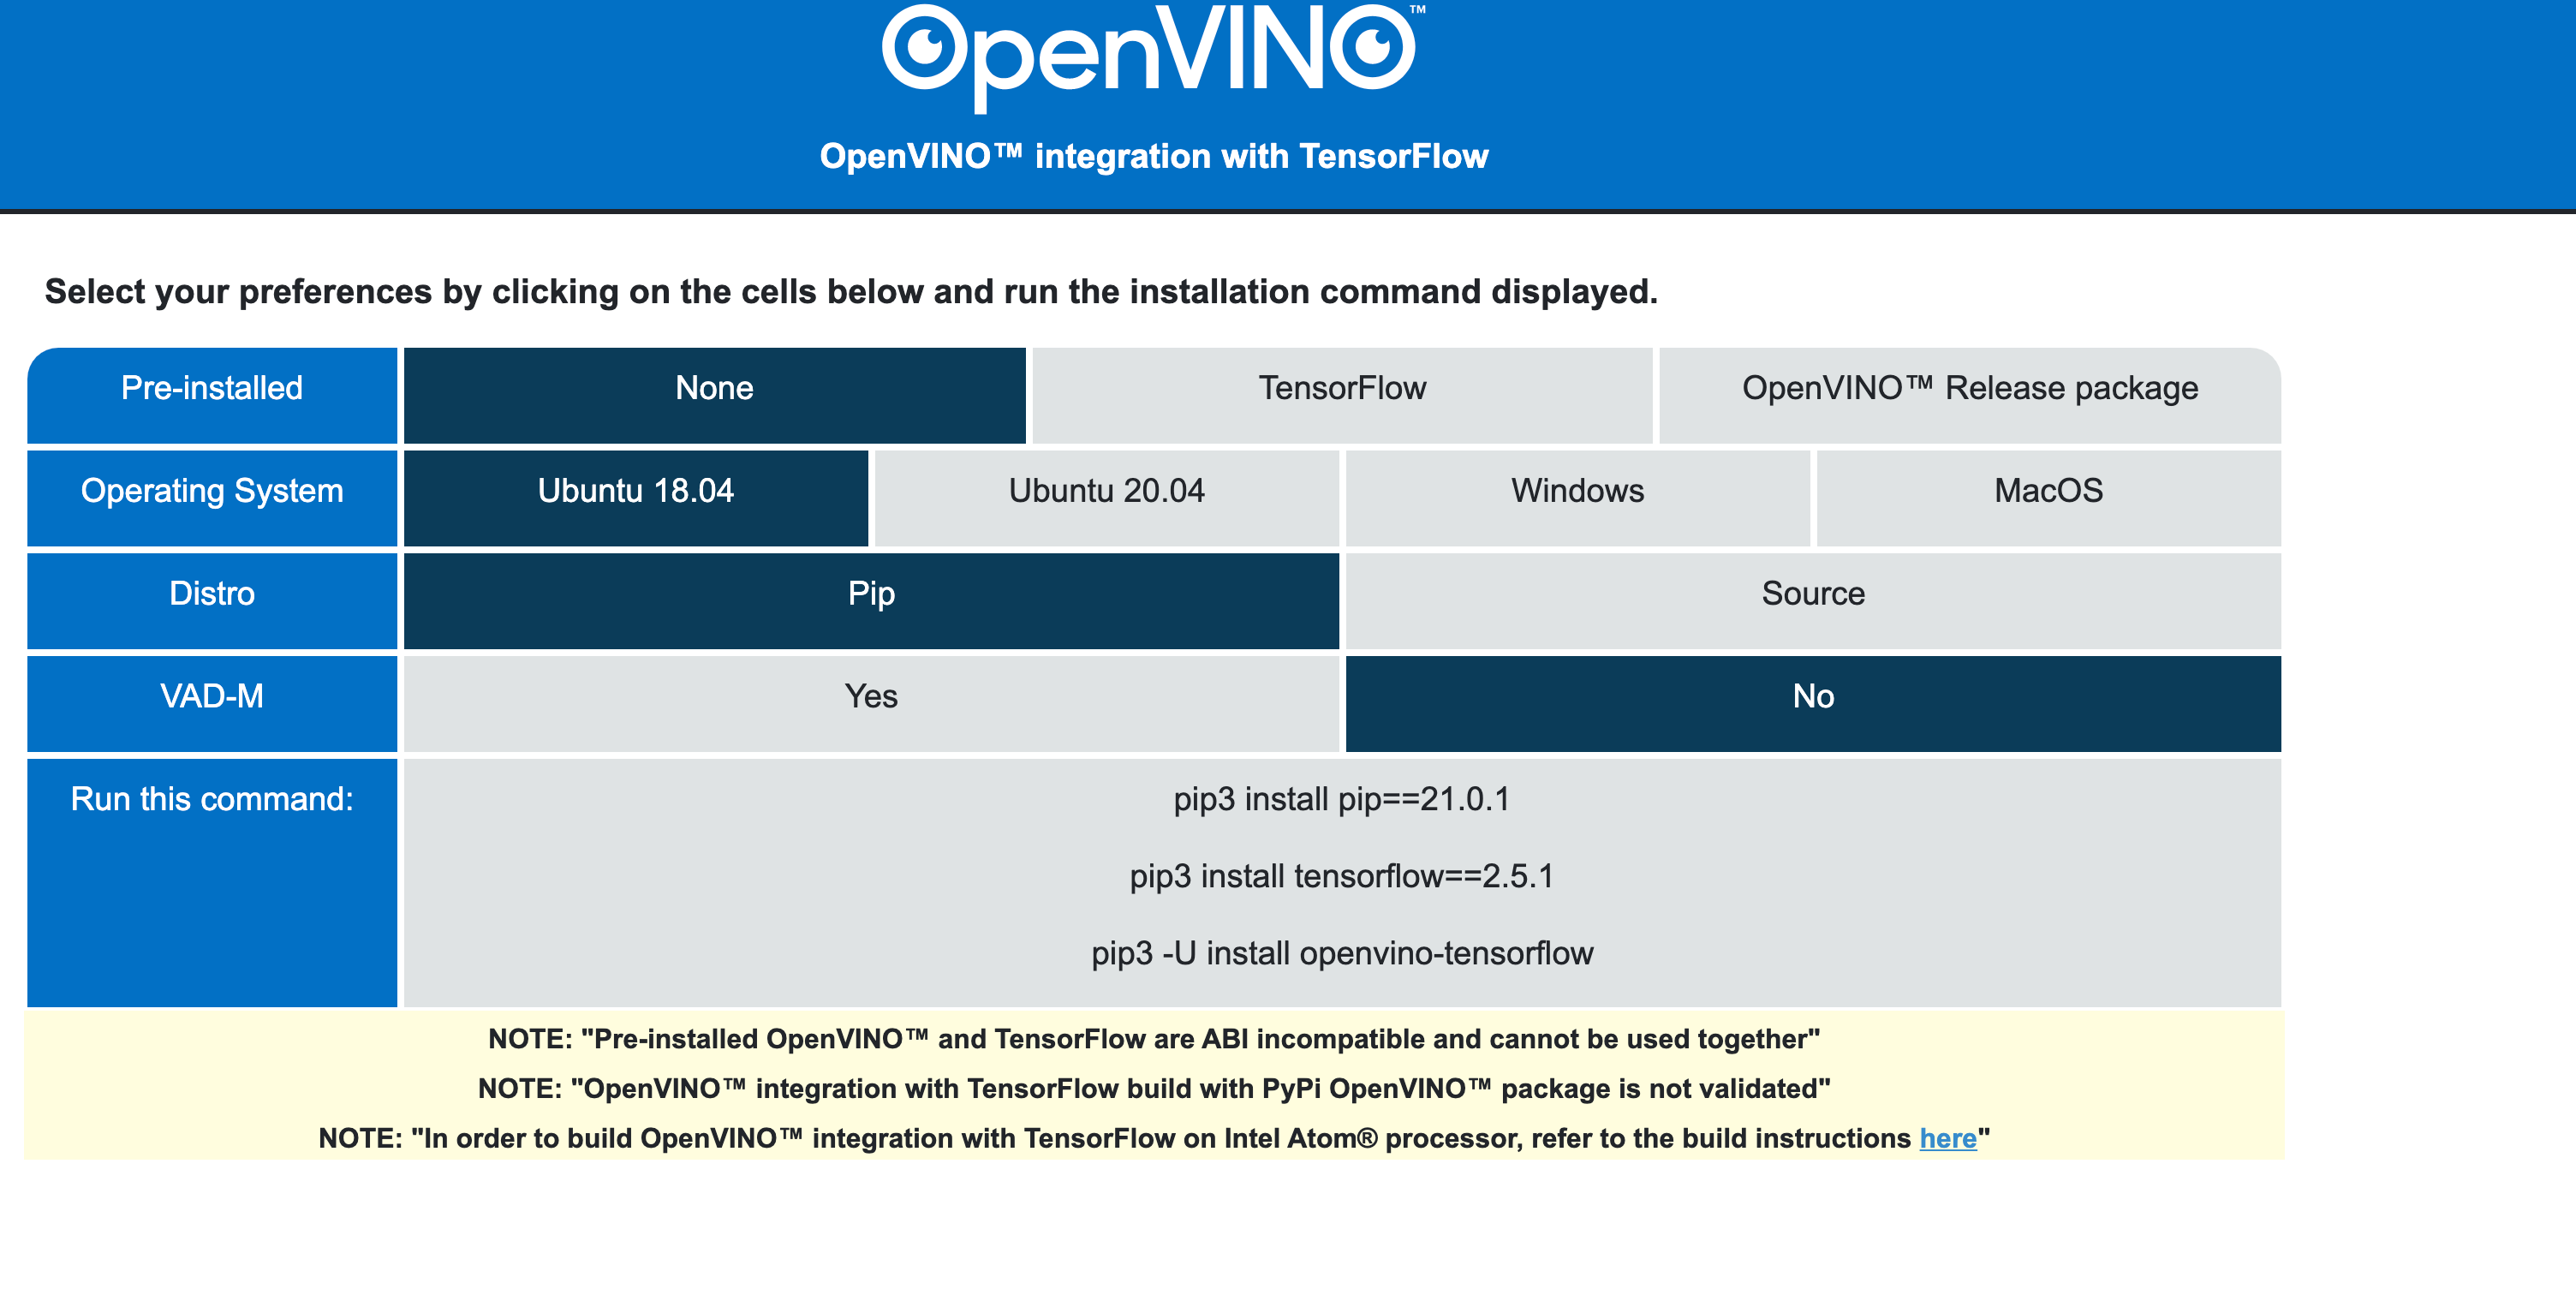 OpenVINO™
OpenVINO™ integration with TensorFlow
Select your preferences by clicking on the cells below and run the installation command displayed.
Pre-installed None TensorFlow OpenVINO™ Release package
Operating System Ubuntu 18.04 Ubuntu 20.04 Windows MacOS
Distro Pip Source
VAD-M Yes No
Run this command: pip3 install pip==21.0.1
pip3 install tensorflow==2.5.1
pip3 -U install openvino-tensorflow
NOTE: "Pre-installed OpenVINO™ and TensorFlow are ABI incompatible and cannot be used together"
NOTE: "OpenVINO™ integration with TensorFlow build with PyPi OpenVINO™ package is not validated"
NOTE: "In order to build OpenVINO™ integration with TensorFlow on Intel Atom® processor, refer to the build instructions here"